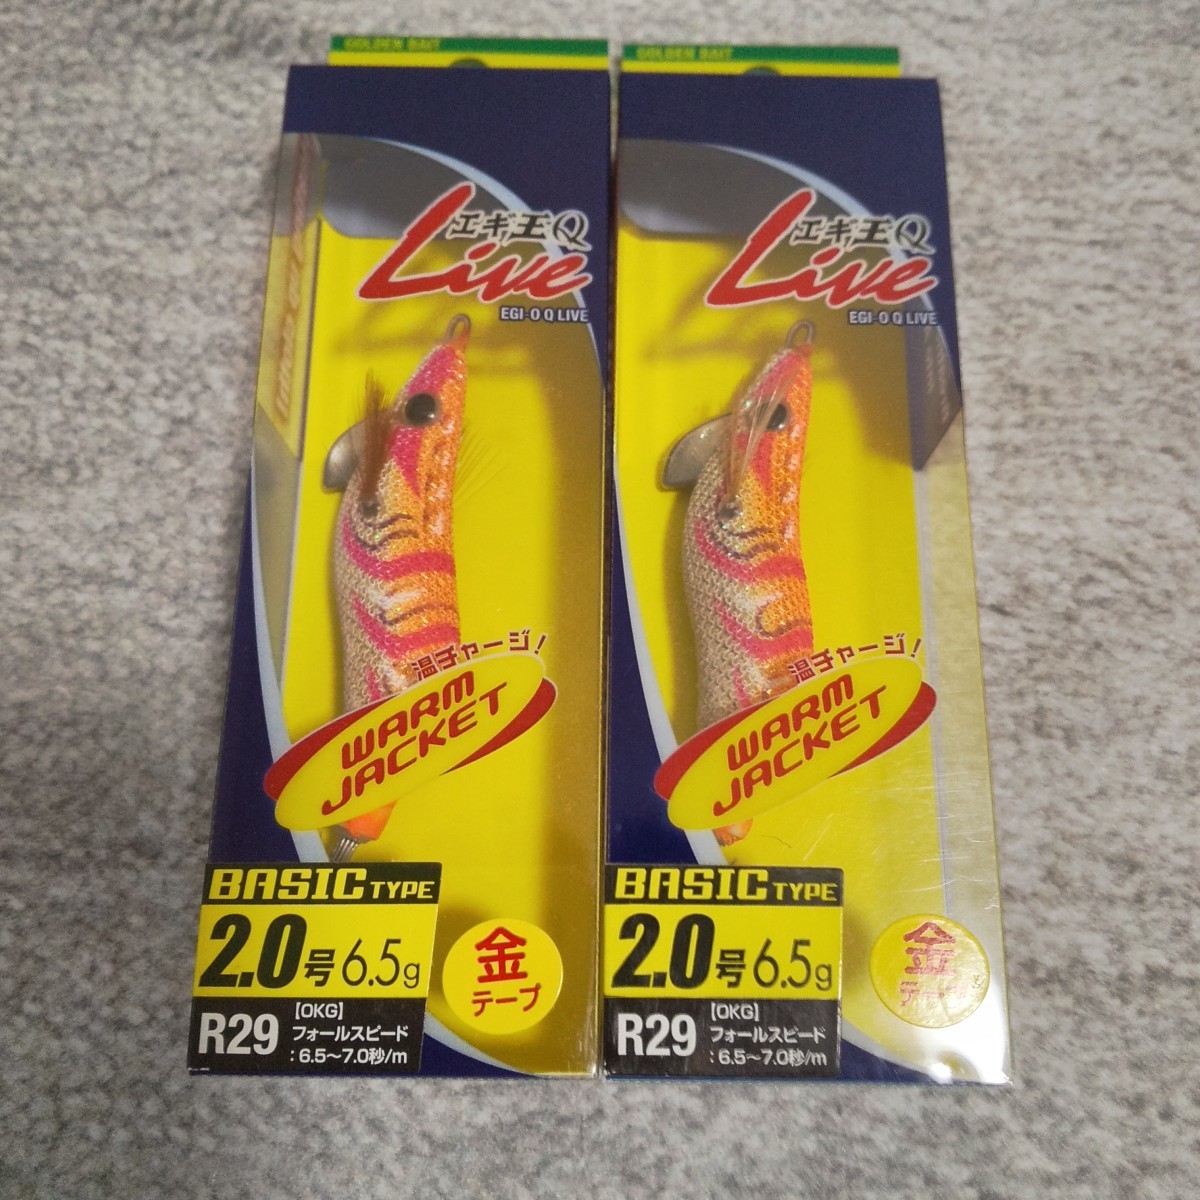 GOLDEN BAIT
エギ王Q
Live
EGI-O Q LIVE
温チャージ!
WARM
JACKET
BASIC TYPE
2.0号 6.5g
金
テープ
R29
【OKG】
フォールスピード
:6.5〜7.0秒/m
GOLDEN BAIT
エギ王Q
Live
EGI-O Q LIVE
温チャージ!
WARM
JACKET
BASIC TYPE
2.0号 6.5g
金
テープ
R29
【OKG】
フォールスピード
:6.5〜7.0秒/m